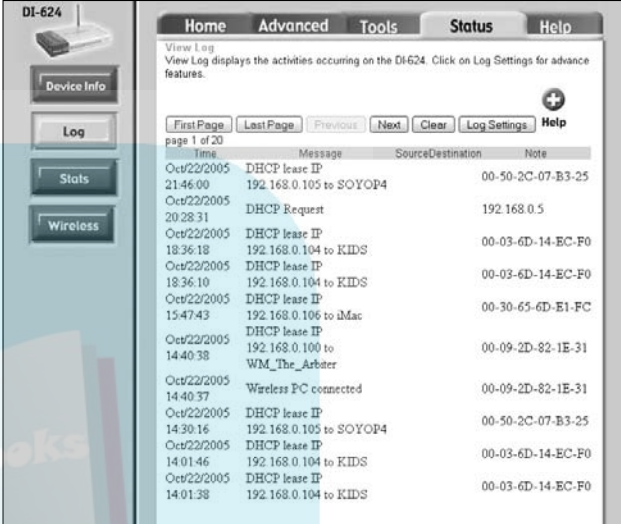 DI-624
Home Advanced Tools Status Help
Device Info
Log
Stats
Wireless
View Log
View Log displays the activities occurring on the DI-624. Click on Log Settings for advance
features.
Help
First Page Last Page Previous Next Clear Log Settings
page 1 of 20
Time Message Source Destination Note
Oct/22/2005 DHCP lease IP
21:46:00 192.168.0.105 to SOYOP4 00-50-2C-07-B3-25
Oct/22/2005
20:28:31 DHCP Request 192.168.0.5
Oct/22/2005 DHCP lease IP
18:36:18 192.168.0.104 to KIDS 00-03-6D-14-EC-F0
Oct/22/2005 DHCP lease IP
18:36:10 192.168.0.104 to KIDS 00-03-6D-14-EC-F0
Oct/22/2005 DHCP lease IP
15:47:43 192.168.0.106 to iMac 00-30-65-6D-E1-FC
Oct/22/2005 DHCP lease IP
14:40:38 192.168.0.100 to
WM_The_Arbiter 00-09-2D-82-1E-31
Oct/22/2005
14:40:37 Wireless PC connected 00-09-2D-82-1E-31
Oct/22/2005 DHCP lease IP
14:30:16 192.168.0.105 to SOYOP4 00-50-2C-07-B3-25
Oct/22/2005 DHCP lease IP
14:01:46 192.168.0.104 to KIDS 00-03-6D-14-EC-F0
Oct/22/2005 DHCP lease IP
14:01:38 192.168.0.104 to KIDS 00-03-6D-14-EC-F0